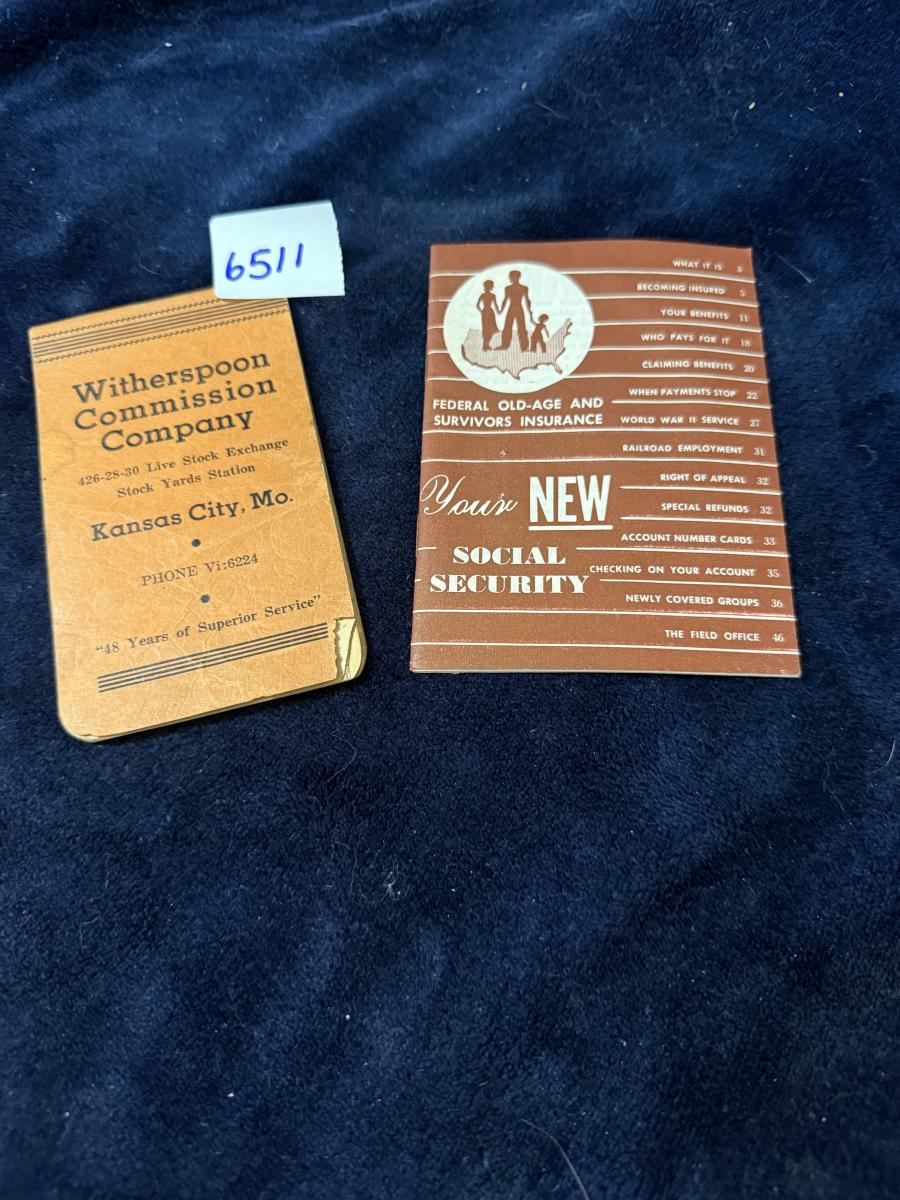 6511
Witherspoon
Commission
Company
426-28-30 Live Stock Exchange
Stock Yards Station
Kansas City, Mo.
PHONE Vi:6224
"48 Years of Superior Service"
FEDERAL OLD-AGE AND
SURVIVORS INSURANCE
Your NEW
SOCIAL
SECURITY
WHAT IT IS 3
BECOMING INSURED 5
YOUR BENEFITS 11
WHO PAYS FOR IT 18
CLAIMING BENEFITS 20
WHEN PAYMENTS STOP 22
WORLD WAR II SERVICE 27
RAILROAD EMPLOYMENT 31
RIGHT OF APPEAL 32
SPECIAL REFUNDS 32
ACCOUNT NUMBER CARDS 33
CHECKING ON YOUR ACCOUNT 35
NEWLY COVERED GROUPS 36
THE FIELD OFFICE 46